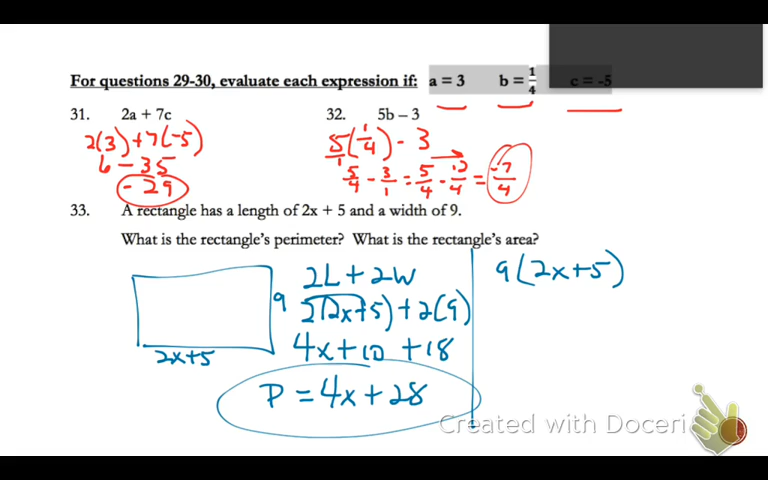 For questions 29-30, evaluate each expression if: a = 3 b = 1/4 c = -5
31. 2a + 7c 32. 5b – 3
2(3) + 7(-5) 5/1(1/4) - 3
6 - 35
-29 5/4 - 3/1 = 5/4 - 12/4 = -7/4
33. A rectangle has a length of 2x + 5 and a width of 9.
What is the rectangle's perimeter? What is the rectangle's area?
2L + 2W 9(2x+5)
9 2(2x+5) + 2(9)
4x+10 +18
2x+5
P = 4x+28
Created with Doceri